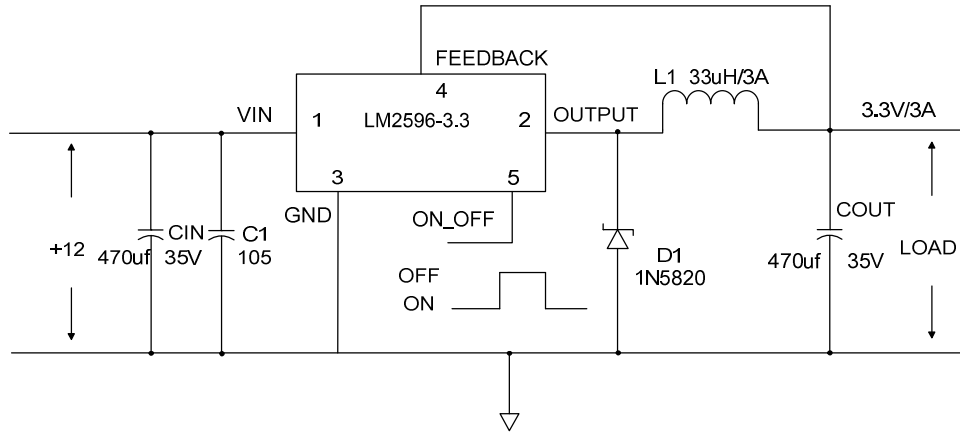 FEEDBACK
L1 33uH/3A
4
VIN
1
LM2596-3.3
2
OUTPUT
3.3V/3A
3
5
GND
ON_OFF
CIN
C1
COUT
+12
470uf
35V
105
D1
1N5820
470uf
35V
LOAD
OFF
ON